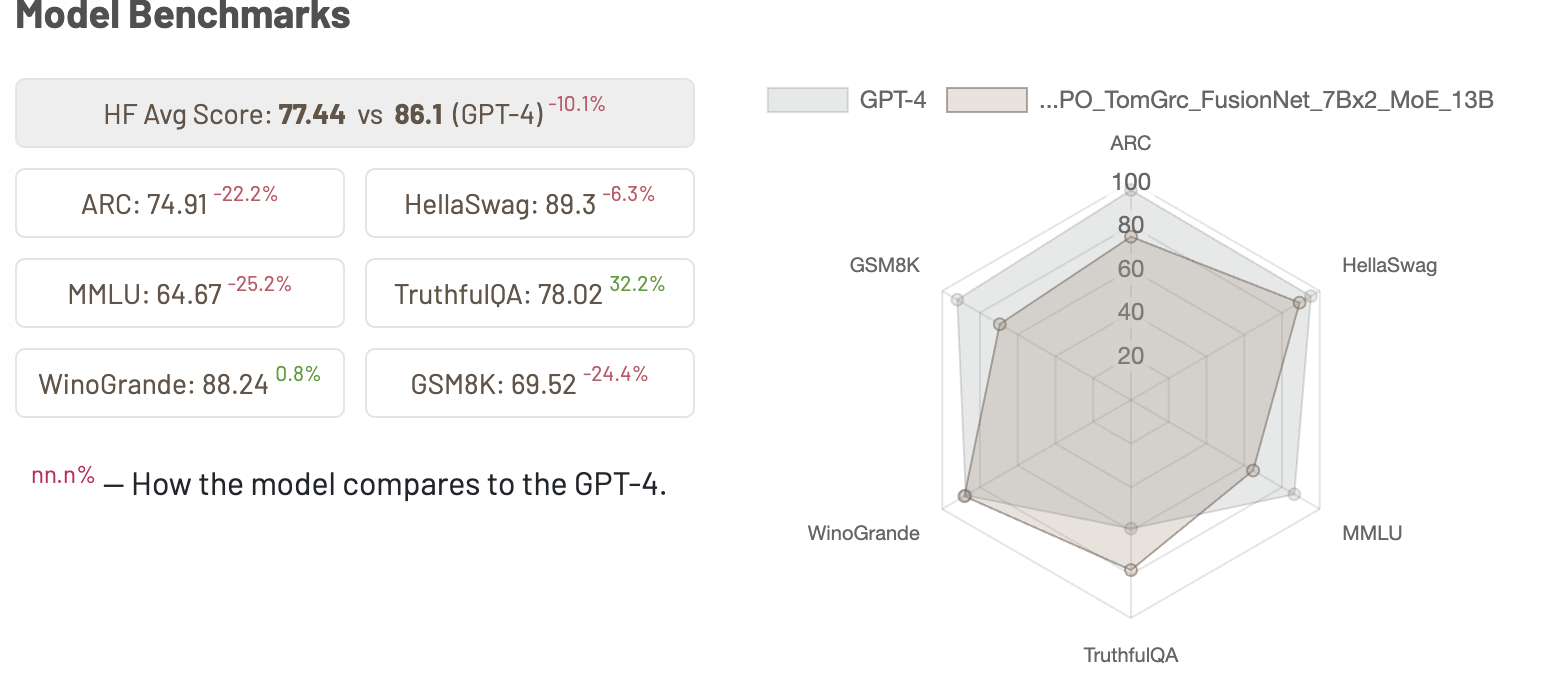 Model Benchmarks
HF Avg Score: 77.44 vs 86.1 (GPT-4) -10.1%
ARC: 74.91 -22.2%
HellaSwag: 89.3 -6.3%
MMLU: 64.67 -25.2%
TruthfulQA: 78.02 32.2%
WinoGrande: 88.24 0.8%
GSM8K: 69.52 -24.4%
nn.n% — How the model compares to the GPT-4.
GPT-4
...PO_TomGrc_FusionNet_7Bx2_MoE_13B
ARC
100
80
60
40
20
GSM8K
HellaSwag
WinoGrande
MMLU
TruthfulQA